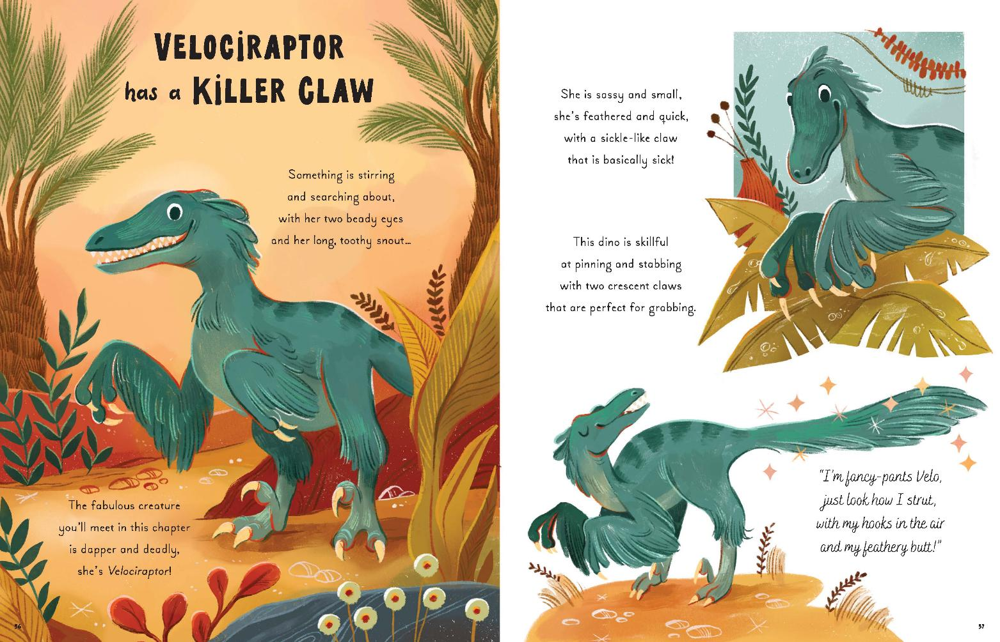 VELOCiRAPTOR
has a KiLLER CLAW
Something is stirring
and searching about,
with her two beady eyes
and her long, toothy snout...
The fabulous creature
you'll meet in this chapter
is dapper and deadly,
she's Velociraptor!
56
She is sassy and small,
she's feathered and quick,
with a sickle-like claw
that is basically sick!
This dino is skillful
at pinning and stabbing
with two crescent claws
that are perfect for grabbing.
"I'm fancy-pants Velo,
just look how I strut,
with my hooks in the air
and my feathery butt!"
57